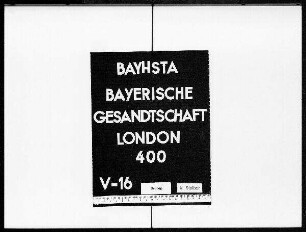 BAYHSTA
BAYERISCHE
GESANDTSCHAFT
LONDON
400
V-16